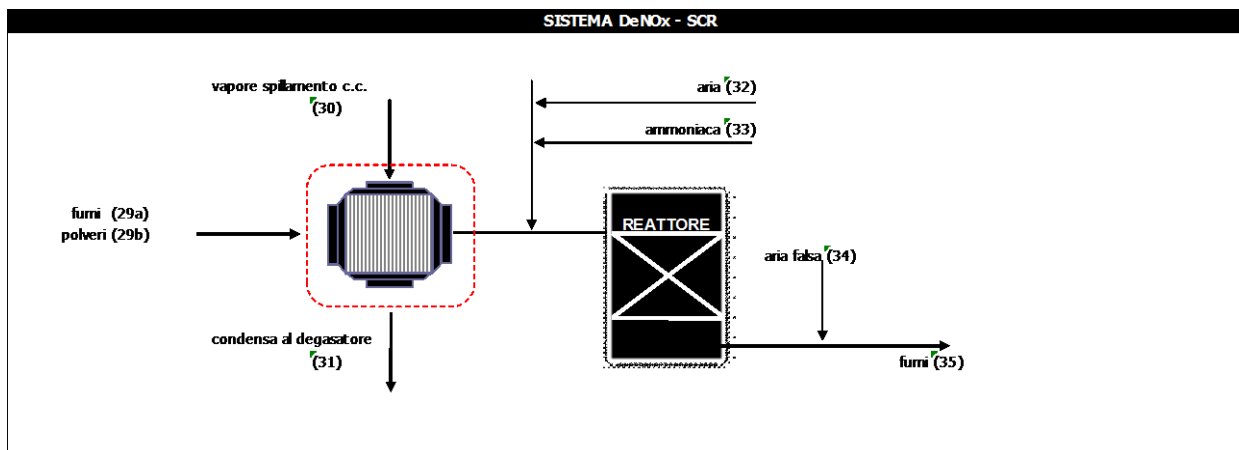 SISTEMA DeNOx - SCR
vapore spillamento c.c.
(30)
aria (32)
ammoniaca (33)
fumi (29a)
polveri (29b)
REATTORE
aria falsa (34)
condensa al degasatore
(31)
fumi (35)